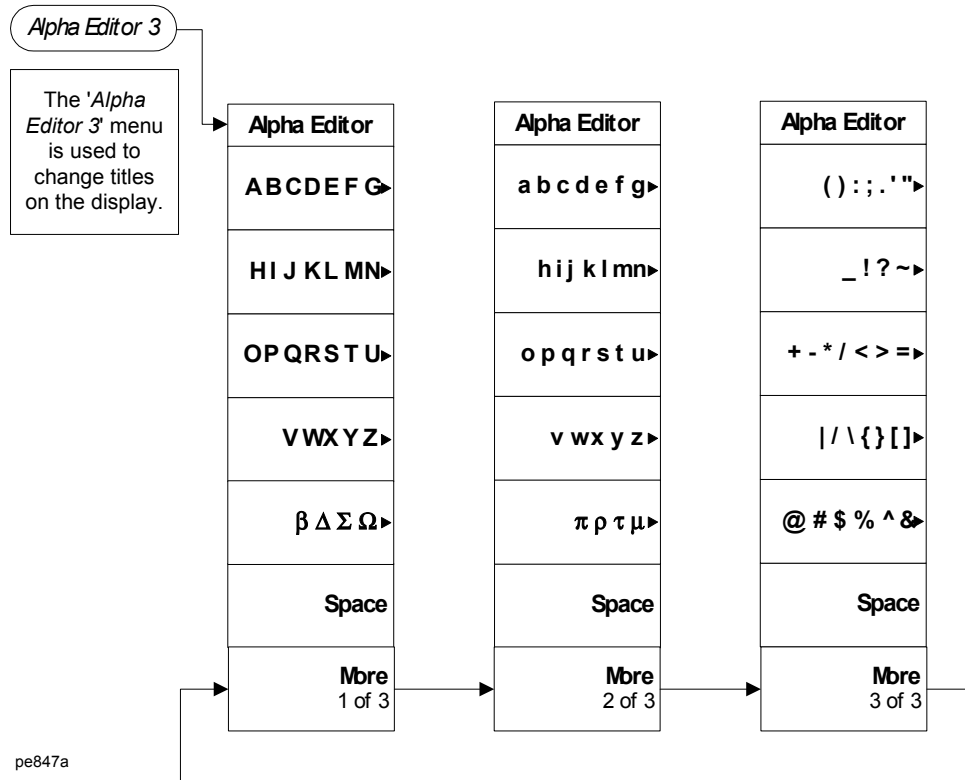 Alpha Editor 3
The 'Alpha
Editor 3' menu
is used to
change titles
on the display.
Alpha Editor
A B C D E F G
H I J K L M N
O P Q R S T U
V W X Y Z
β Δ Σ Ω
Space
More
1 of 3
Alpha Editor
a b c d e f g
h i j k l m n
o p q r s t u
v w x y z
π ρ τ μ
Space
More
2 of 3
Alpha Editor
( ) : ; . ' "
_ ! ? ~
+ - * / < > =
| / \ { } [ ]
@ # $ % ^ &
Space
More
3 of 3
pe847a